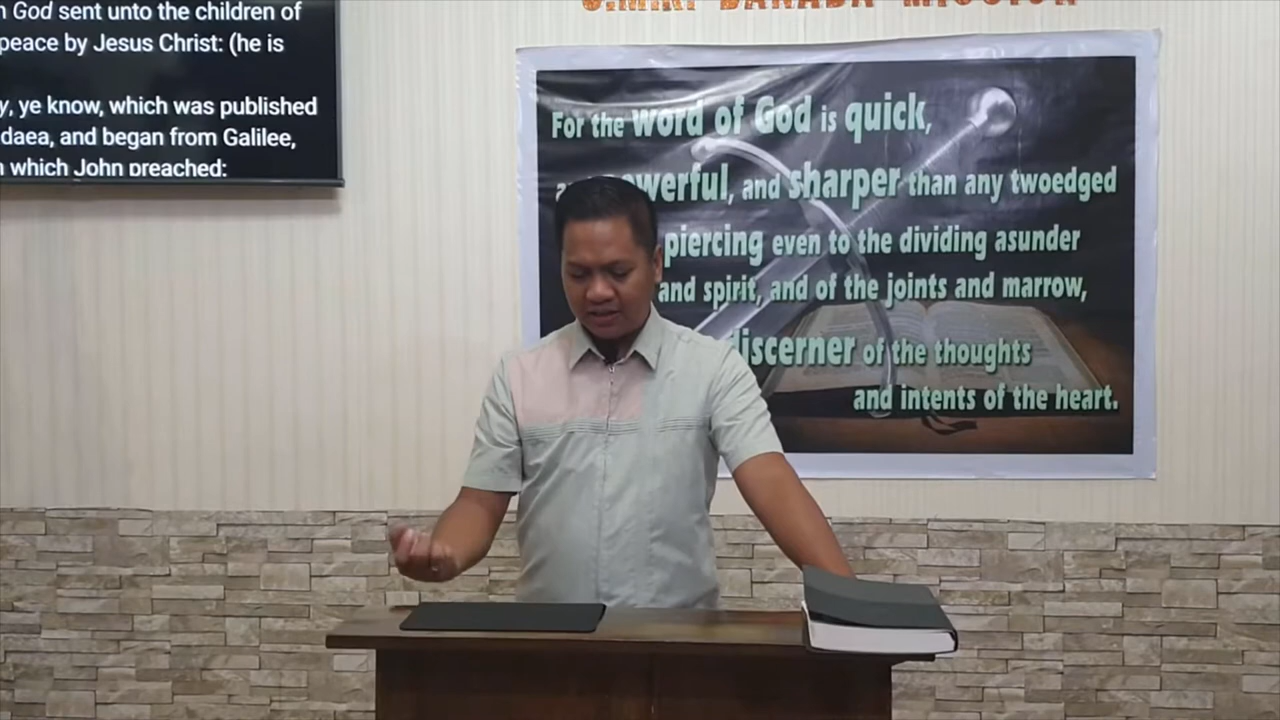 God sent unto the children of
peace by Jesus Christ: (he is
ye know, which was published
and began from Galilee,
which John preached:
MISSION
For the word of God is quick,
and sharper than any twoedged
piercing even to the dividing asunder
and spirit, and of the joints and marrow,
discerner of the thoughts
and intents of the heart.